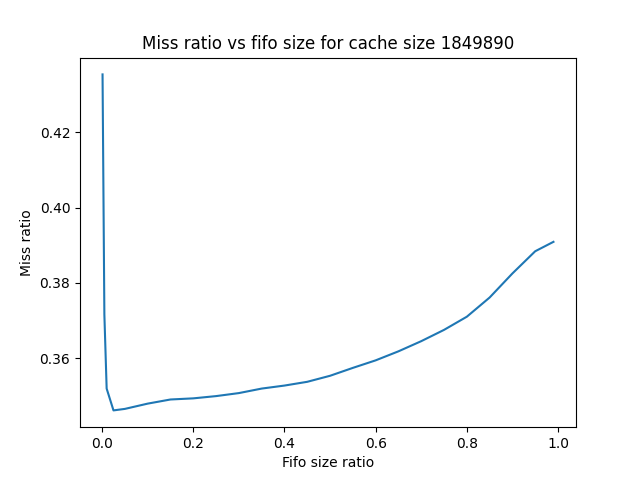 Miss ratio vs fifo size for cache size 1849890
Miss ratio
0.42
0.40
0.38
0.36
0.0 0.2 0.4 0.6 0.8 1.0
Fifo size ratio